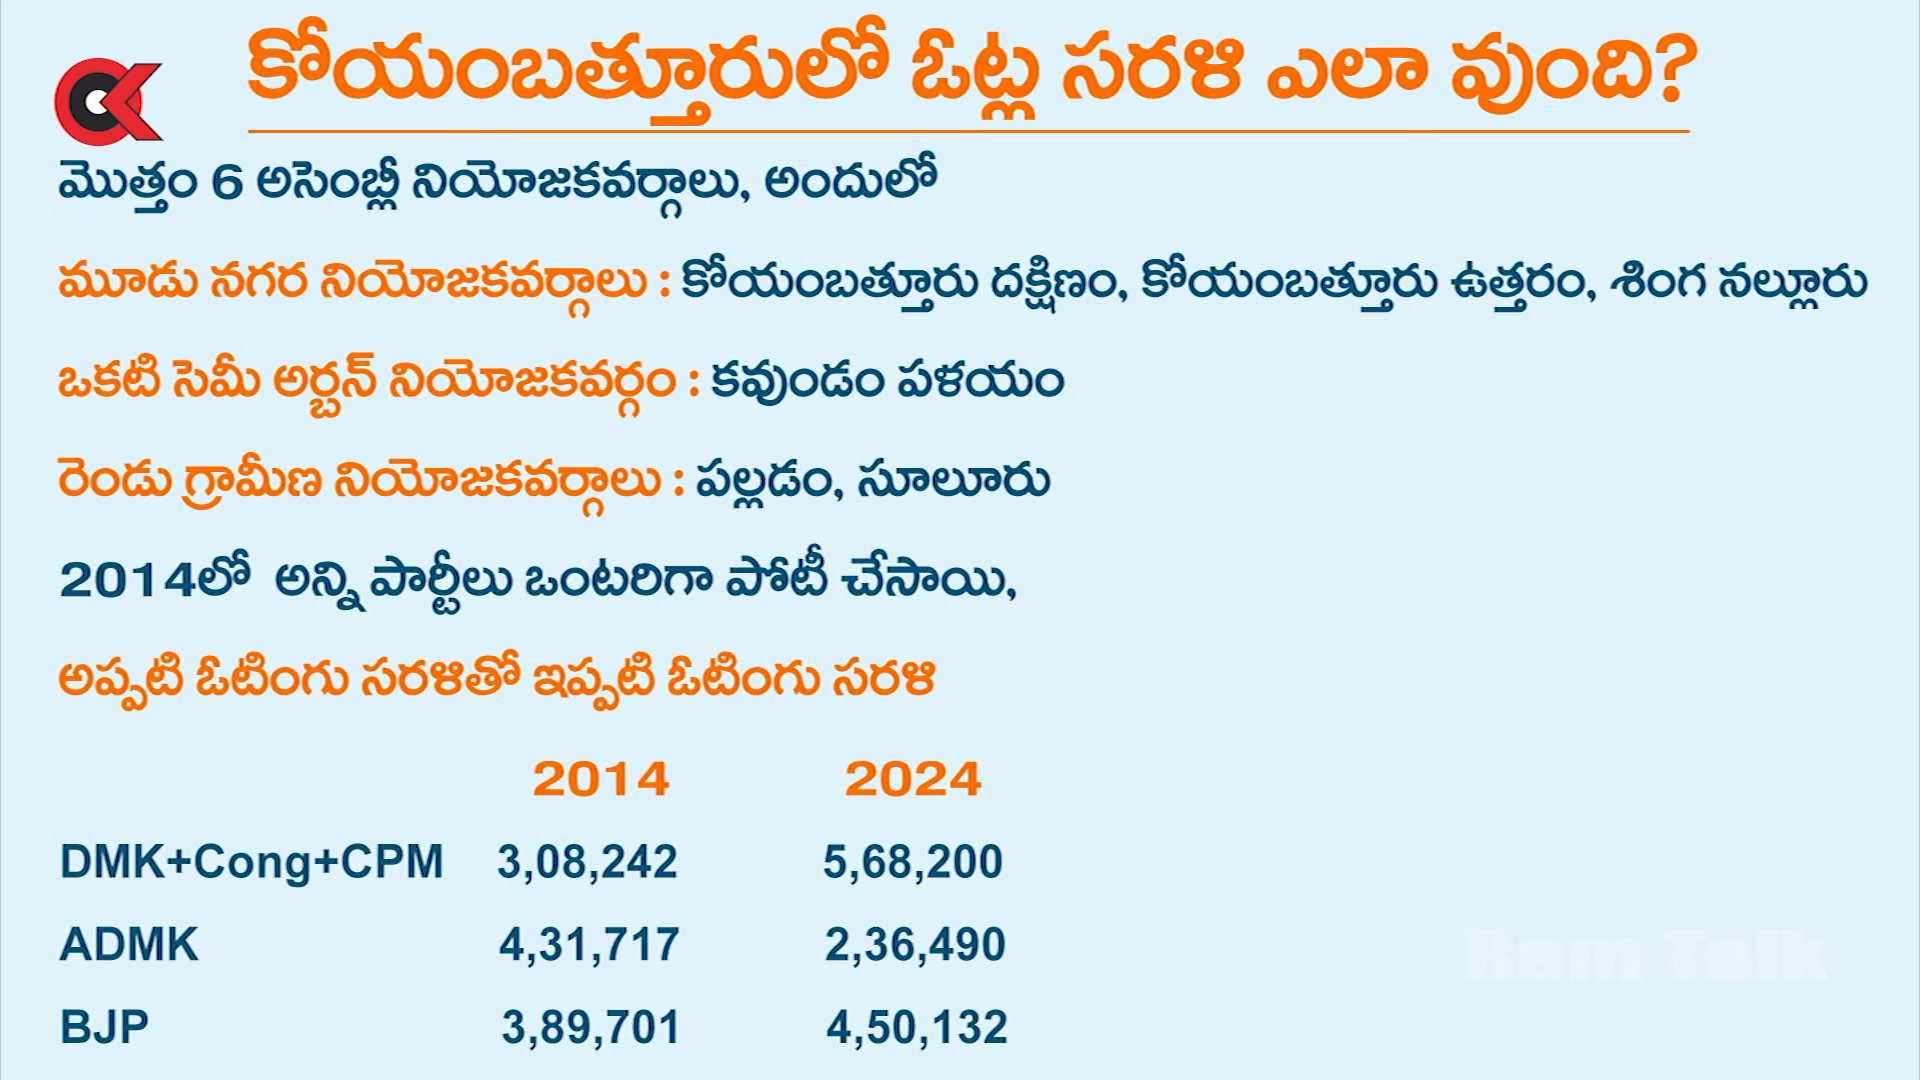 కోయంబత్తూరులో ఓట్ల సరళి ఎలా వుంది?
మొత్తం 6 అసెంబ్లీ నియోజకవర్గాలు, అందులో
మూడు నగర నియోజకవర్గాలు : కోయంబత్తూరు దక్షిణం, కోయంబత్తూరు ఉత్తరం, శింగ నల్లూరు
ఒకటి సెమీ అర్బన్ నియోజకవర్గం : కవుండం పళయం
రెండు గ్రామీణ నియోజకవర్గాలు : పల్లడం, సూలూరు
2014లో అన్ని పార్టీలు ఒంటరిగా పోటీ చేసాయి,
అప్పటి ఓటింగు సరళితో ఇప్పటి ఓటింగు సరళి
2014 2024
DMK+Cong+CPM 3,08,242 5,68,200
ADMK 4,31,717 2,36,490
Ram Talk
BJP 3,89,701 4,50,132